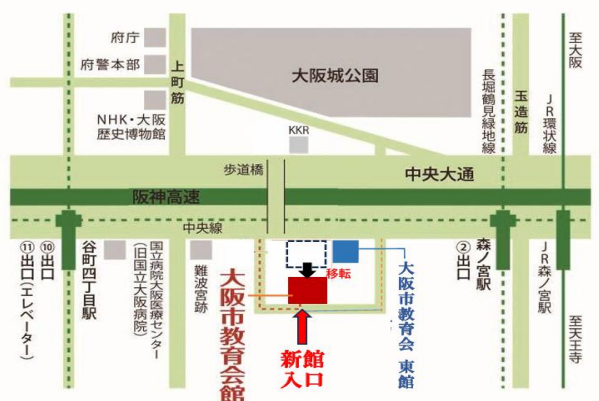 府庁
府警本部
上町筋
NHK・大阪
歴史博物館
大阪城公園
KKR
長堀鶴見緑地線
玉造筋
JR環状線
至大阪
歩道橋
中央大通
阪神高速
中央線
⑪出口(エレベーター)
⑩出口
谷町四丁目駅
国立病院大阪医療センター
(旧国立大阪病院)
難波宮跡
大阪市教育会館
移転
新館
入口
大阪市教育会 東館
②出口
森ノ宮駅
JR森ノ宮駅
至天王寺